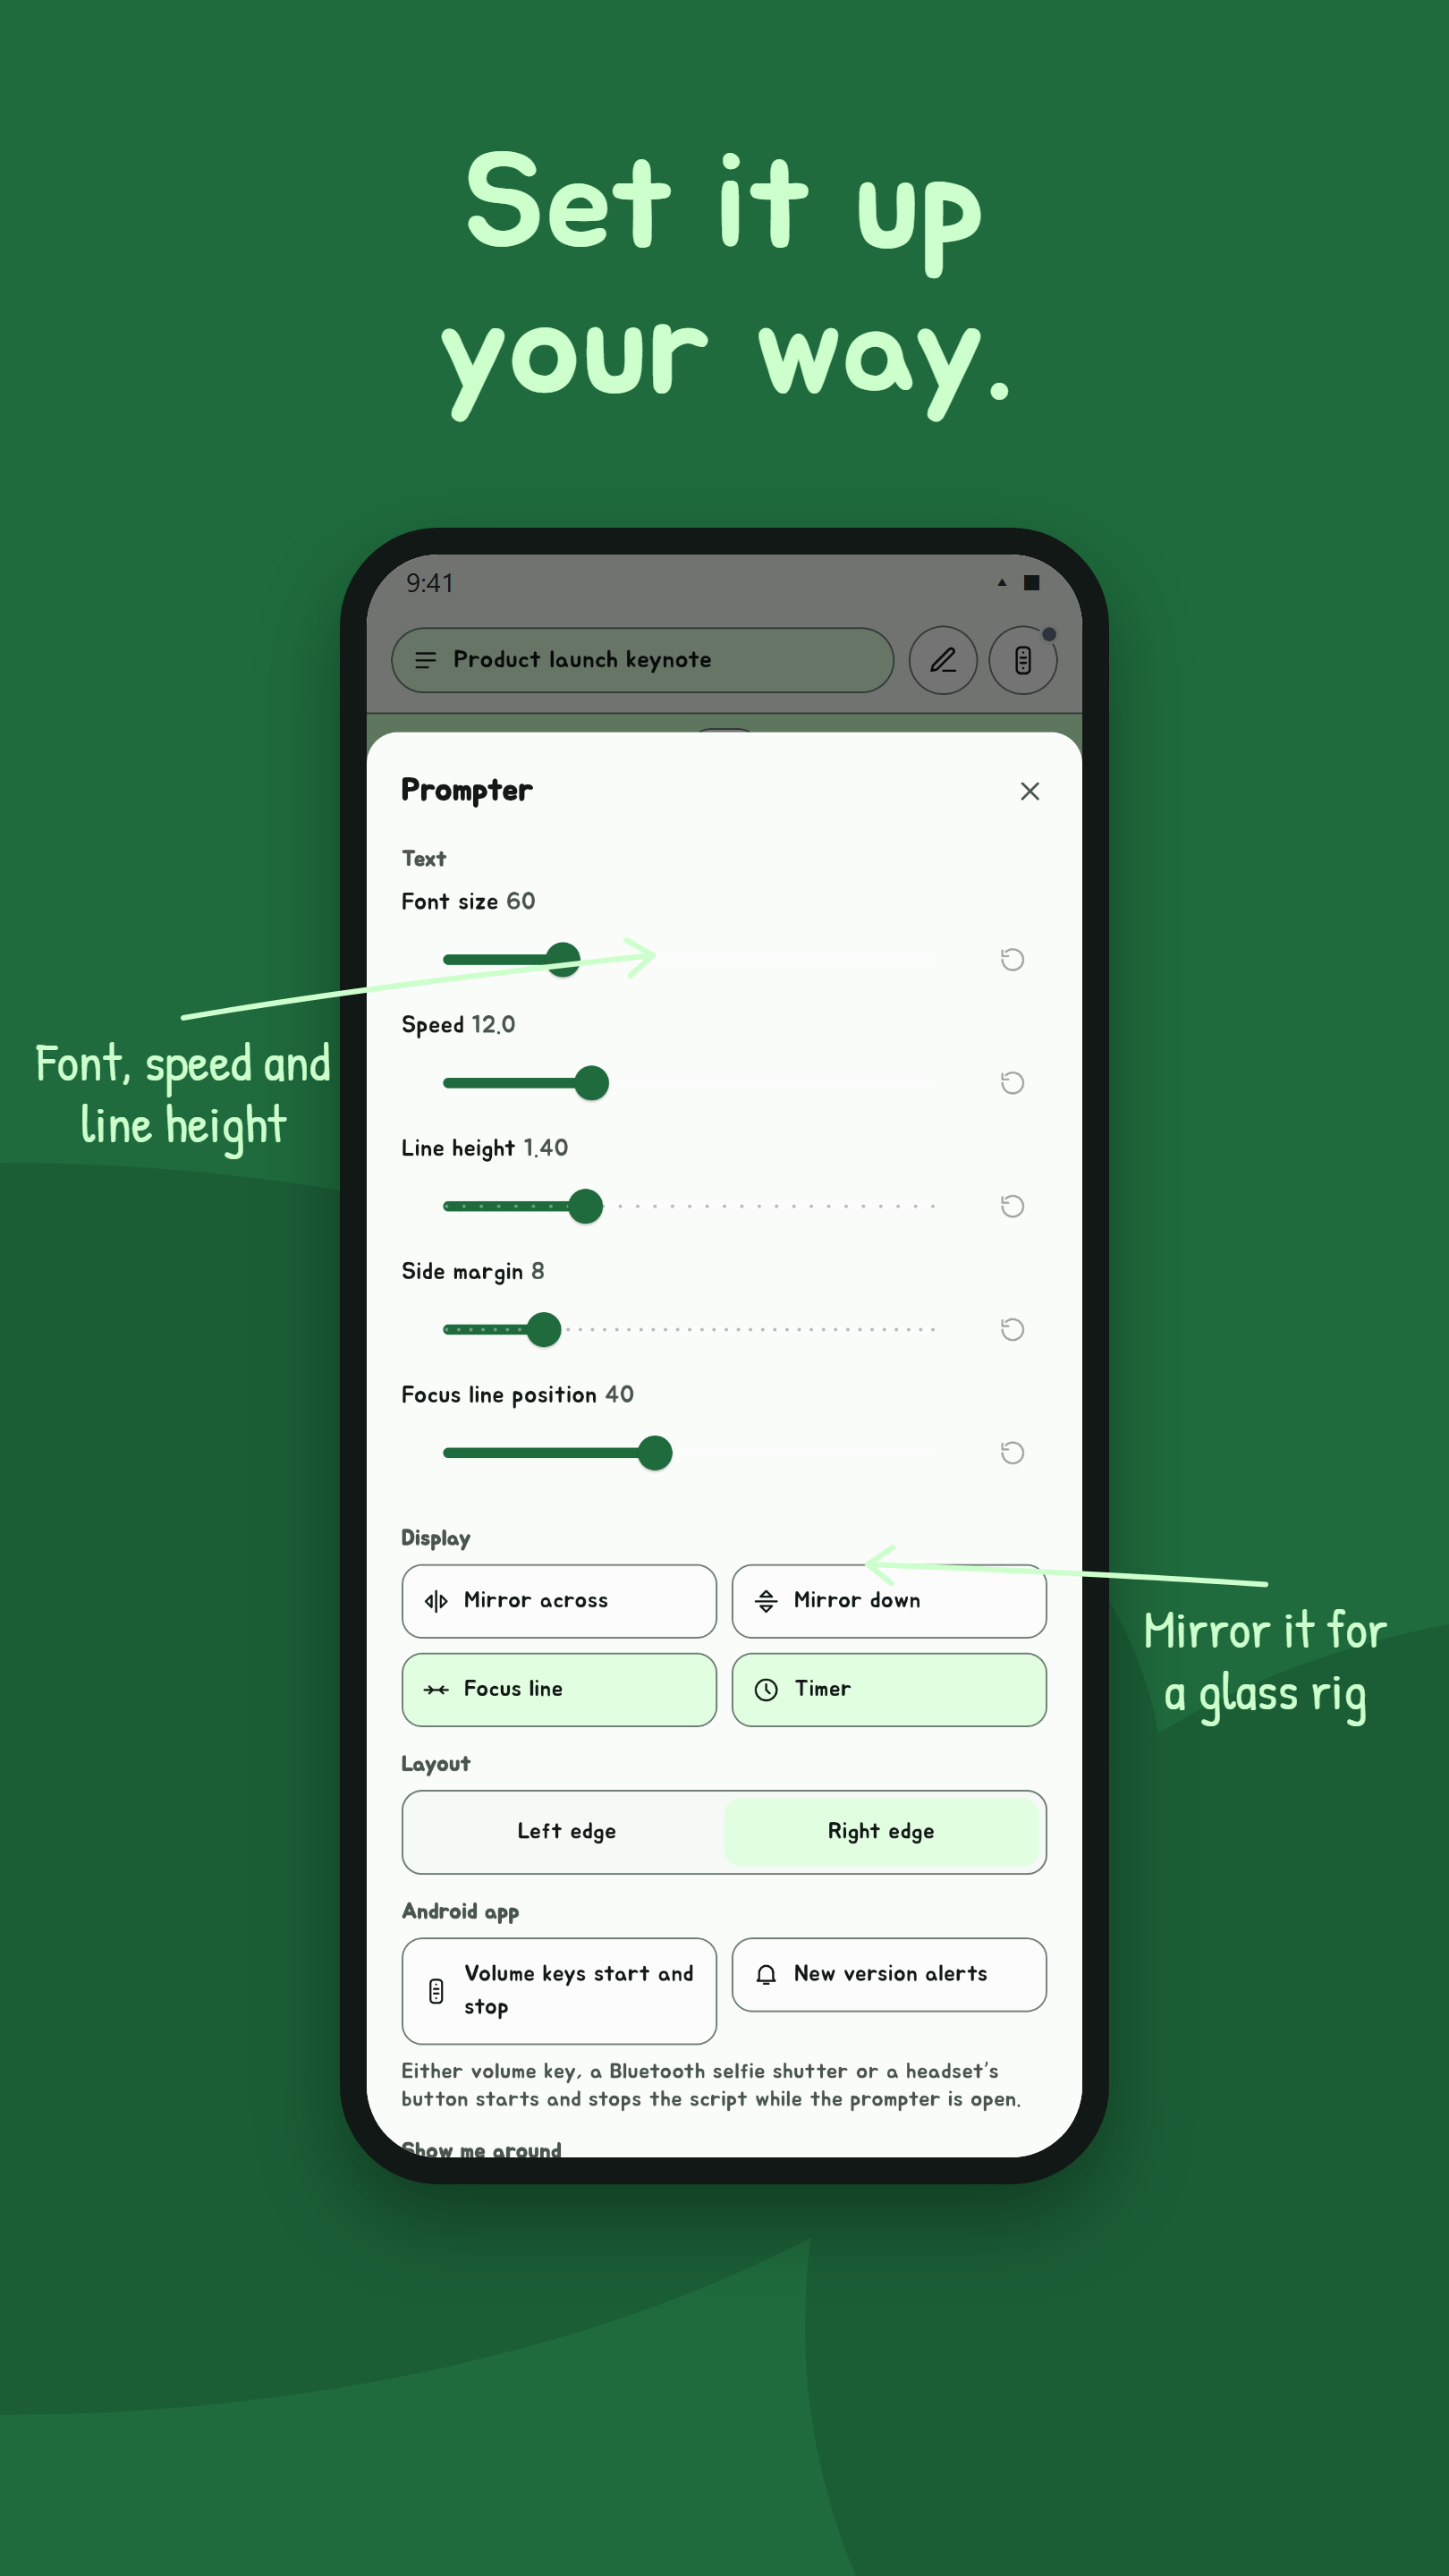 Set it up
your way.
9:41
Product launch keynote
Prompter
Text
Font size 60
Speed 12.0
Font, speed and
line height
Line height 1.40
Side margin 8
Focus line position 40
Display
Mirror across
Mirror down
Mirror it for
a glass rig
Focus line
Timer
Layout
Left edge
Right edge
Android app
Volume keys start and
stop
New version alerts
Either volume key, a Bluetooth selfie shutter or a headset's
button starts and stops the script while the prompter is open.
Show me around